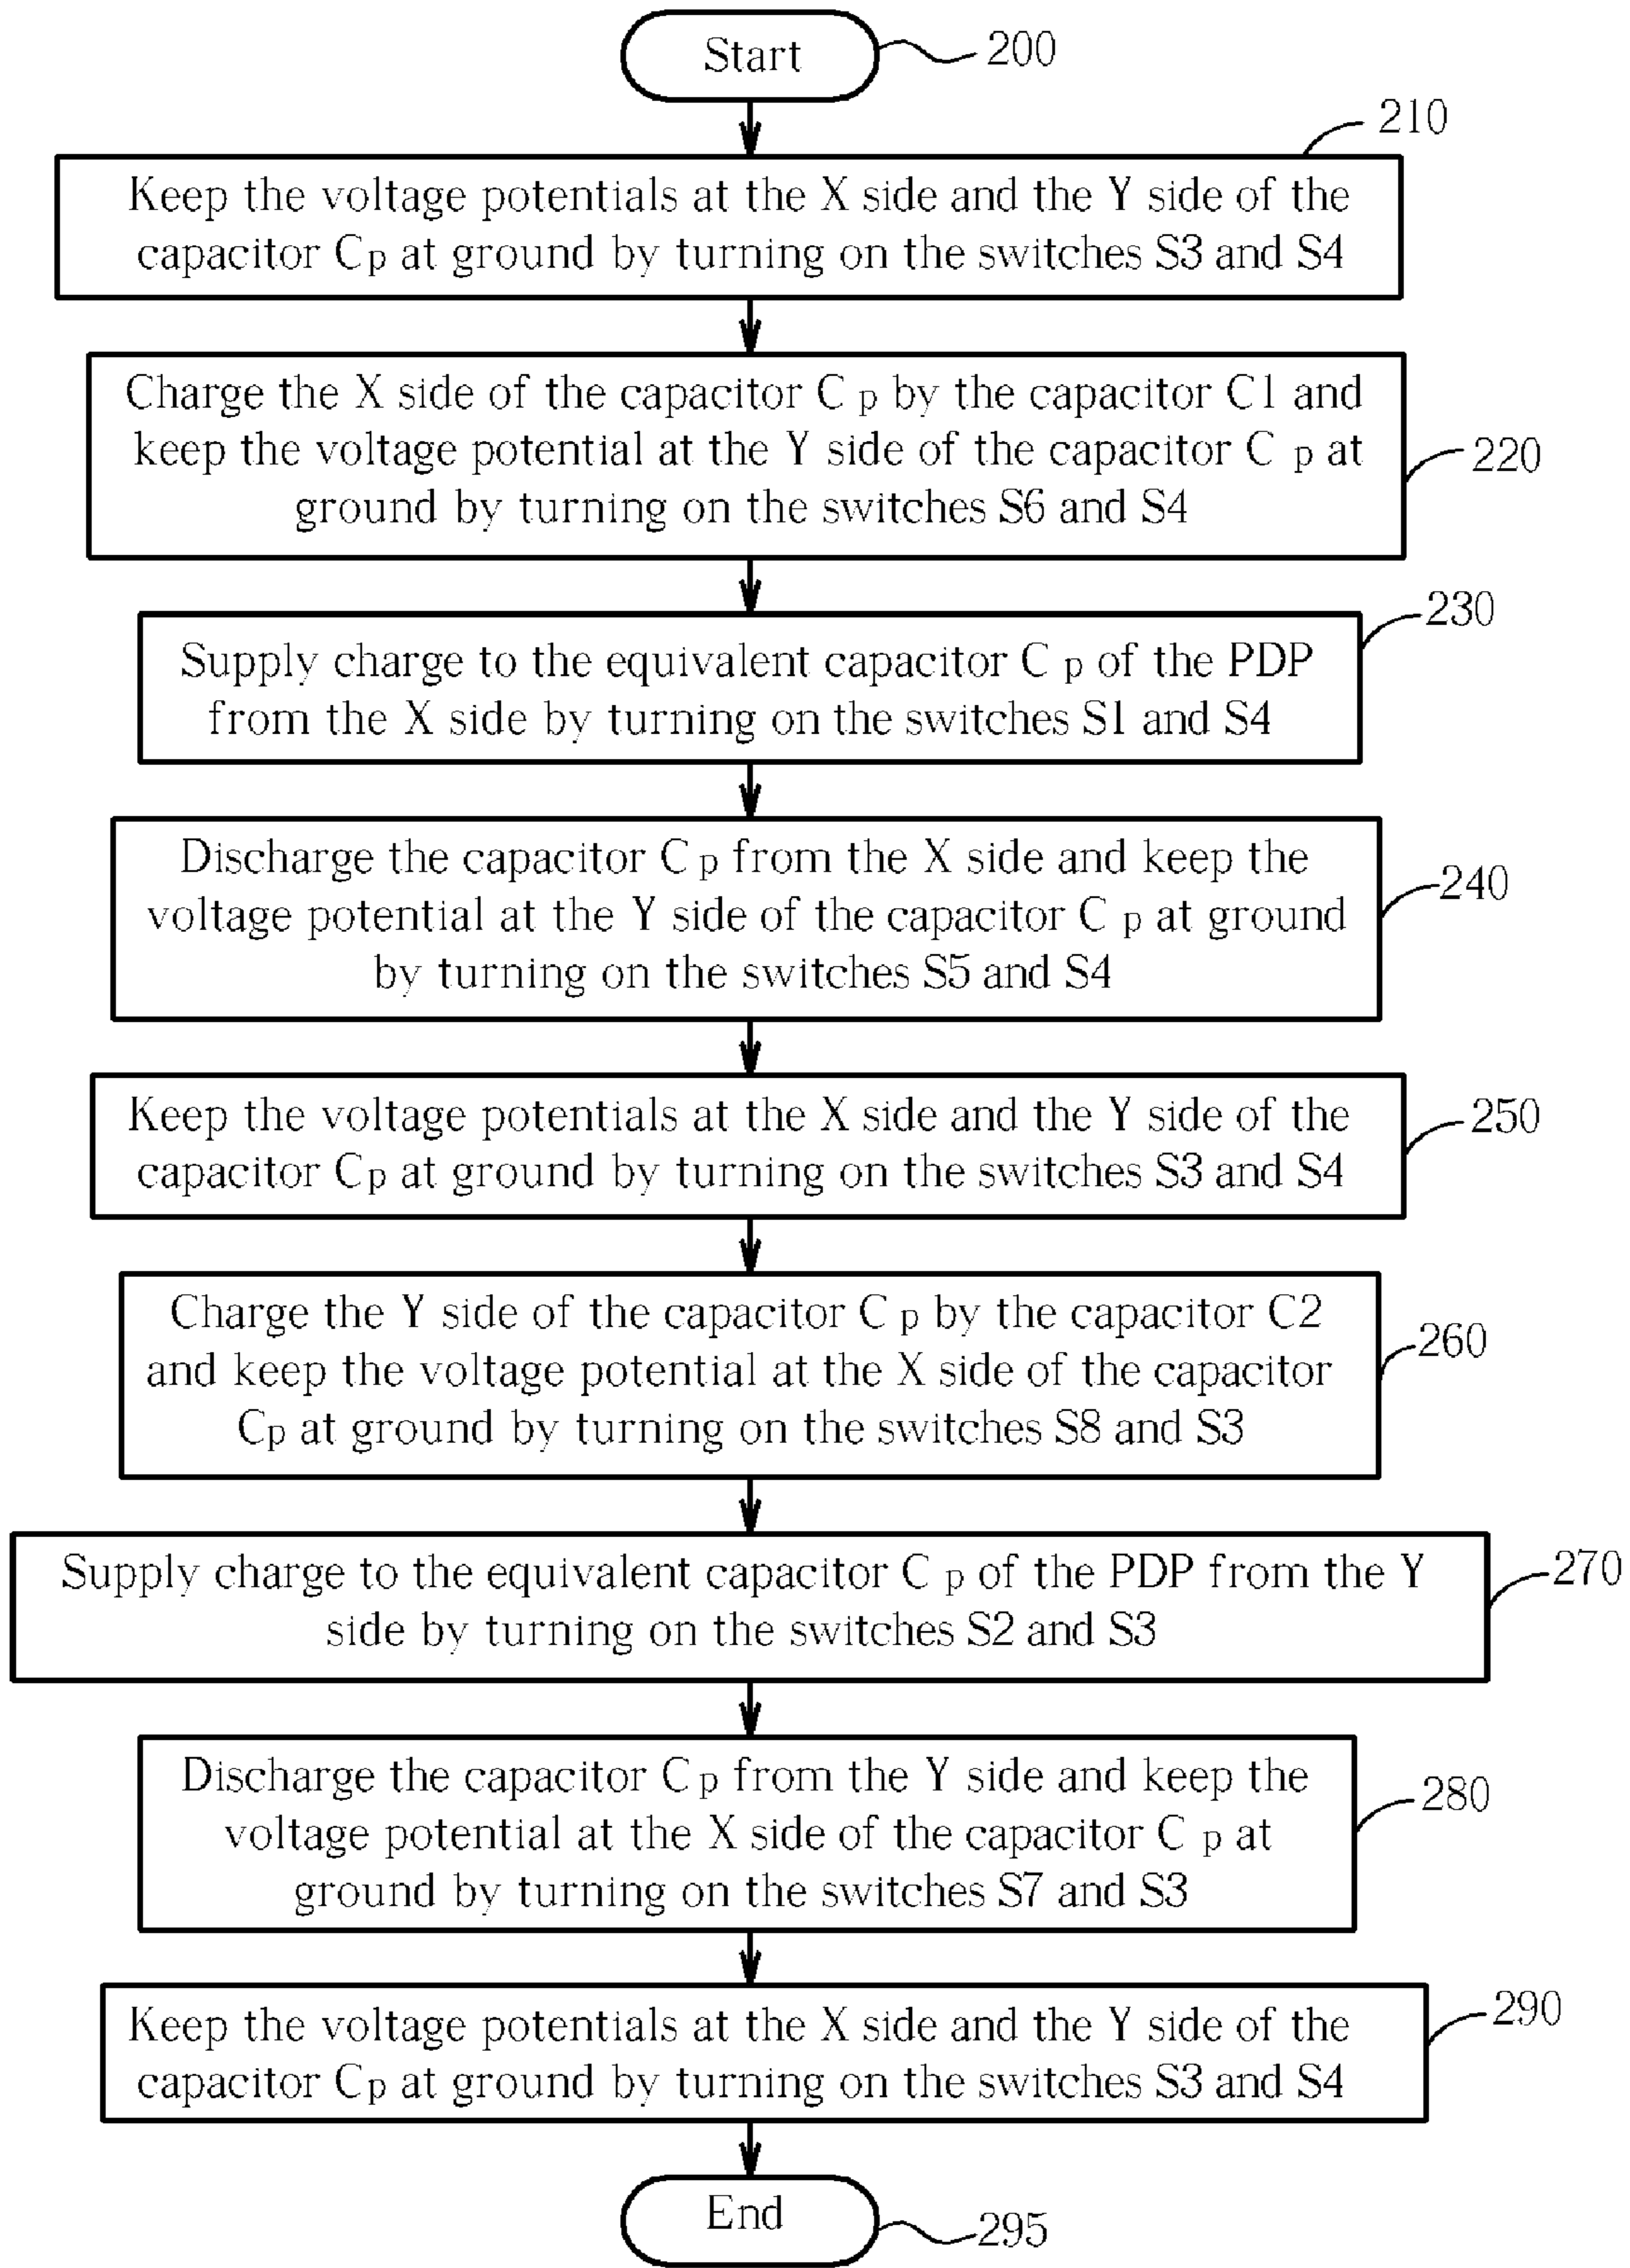 Start
200
210
Keep the voltage potentials at the X side and the Y side of the
capacitor Cp at ground by turning on the switches S3 and S4
Charge the X side of the capacitor C p by the capacitor C1 and
keep the voltage potential at the Y side of the capacitor C p at
ground by turning on the switches S6 and S4
220
230
Supply charge to the equivalent capacitor C p of the PDP
from the X side by turning on the switches S1 and S4
Discharge the capacitor C p from the X side and keep the
voltage potential at the Y side of the capacitor C p at ground
by turning on the switches S5 and S4
240
Keep the voltage potentials at the X side and the Y side of the
capacitor Cp at ground by turning on the switches S3 and S4
250
Charge the Y side of the capacitor C p by the capacitor C2
and keep the voltage potential at the X side of the capacitor
Cp at ground by turning on the switches S8 and S3
260
Supply charge to the equivalent capacitor C p of the PDP from the Y
side by turning on the switches S2 and S3
270
Discharge the capacitor C p from the Y side and keep the
voltage potential at the X side of the capacitor C p at
ground by turning on the switches S7 and S3
280
Keep the voltage potentials at the X side and the Y side of the
capacitor Cp at ground by turning on the switches S3 and S4
290
End
295